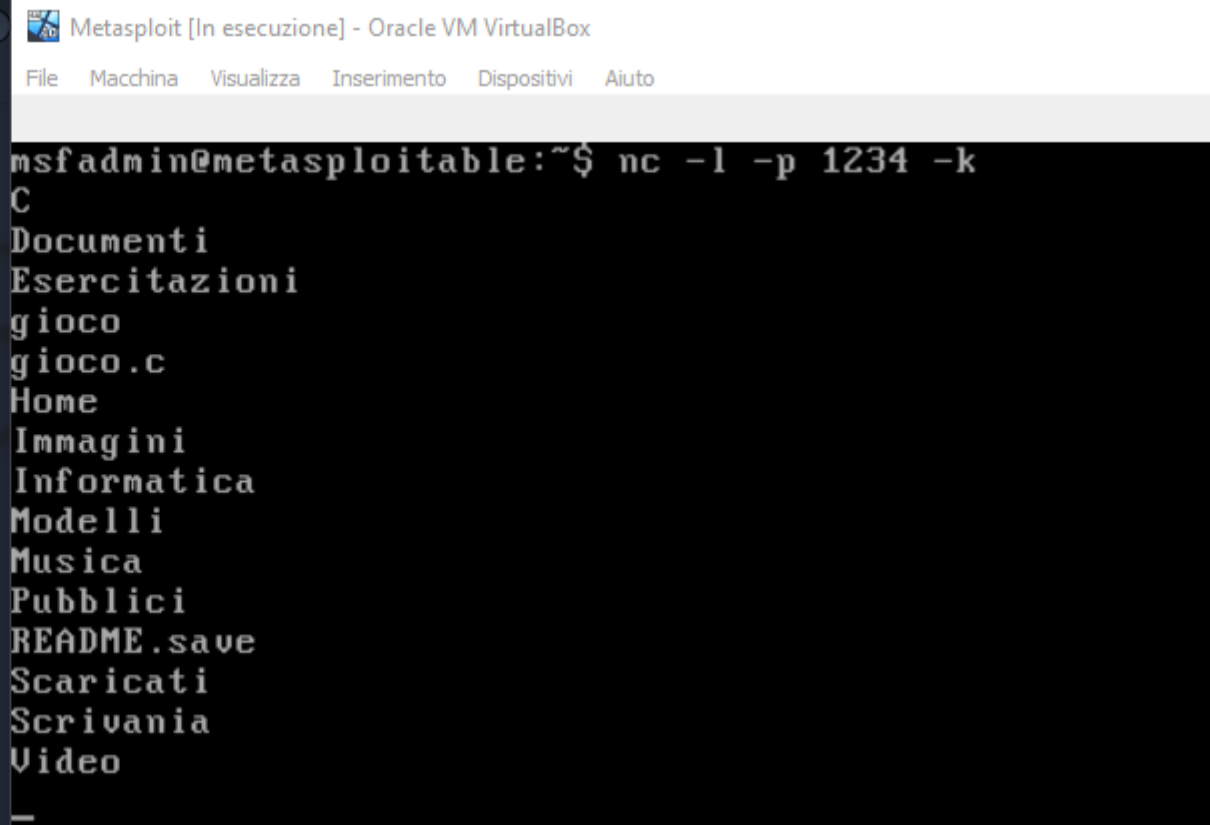 Metasploit [In esecuzione] - Oracle VM VirtualBox
File Macchina Visualizza Inserimento Dispositivi Aiuto
msfadmin@metasploitable:~$ nc -l -p 1234 -k
C
Documenti
Esercitazioni
gioco
gioco.c
Home
Immagini
Informatica
Modelli
Musica
Pubblici
README.save
Scaricati
Scrivania
Video